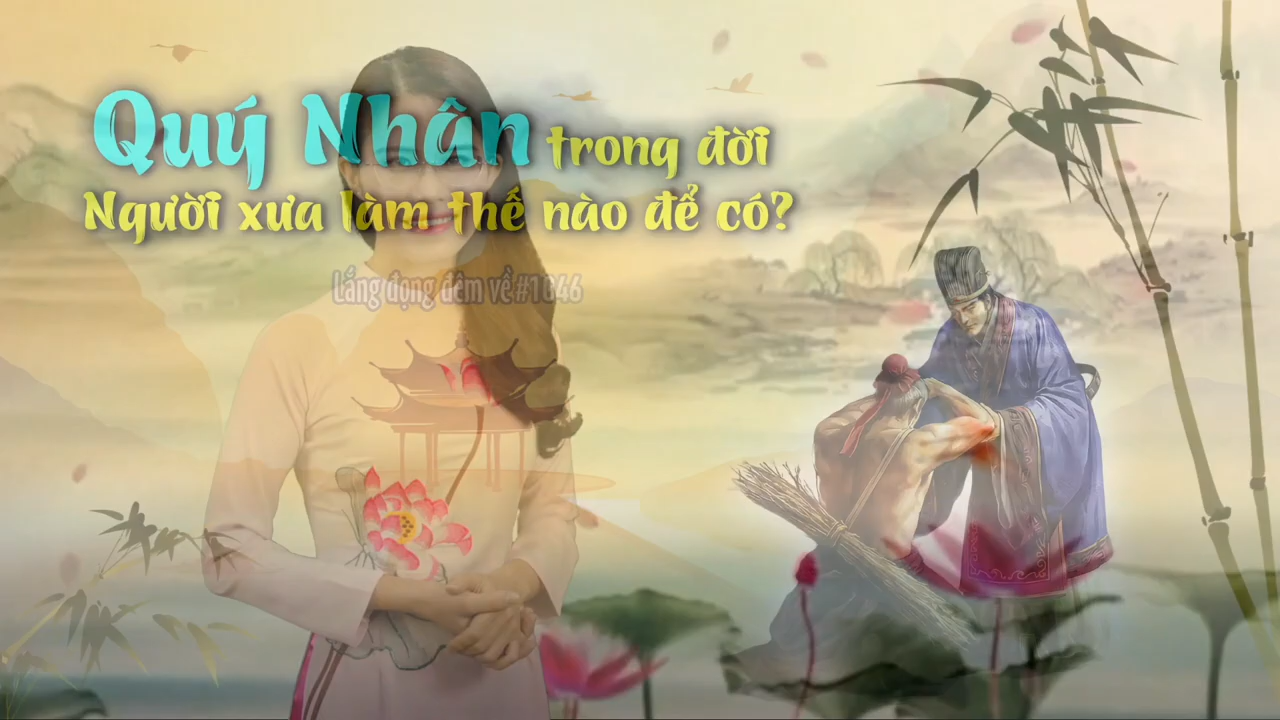 Quý Nhân trong đời
Người xưa làm thế nào để có?
Lắng đọng đêm về#1046